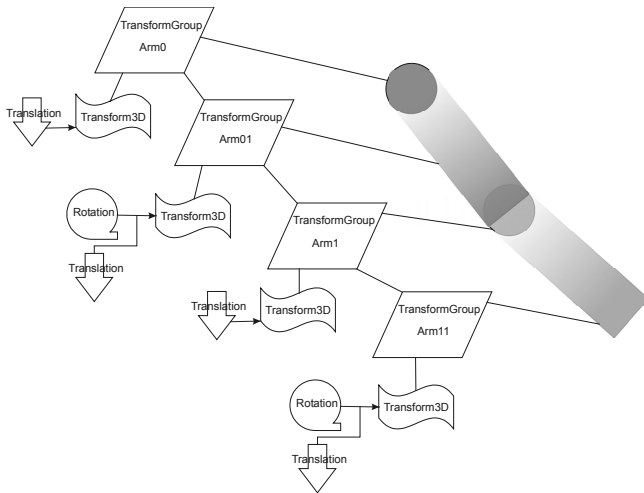 TransformGroup
Arm0
Translation
Transform3D
TransformGroup
Arm01
Rotation
Transform3D
Translation
TransformGroup
Arm1
Translation
Transform3D
TransformGroup
Arm11
Rotation
Transform3D
Translation